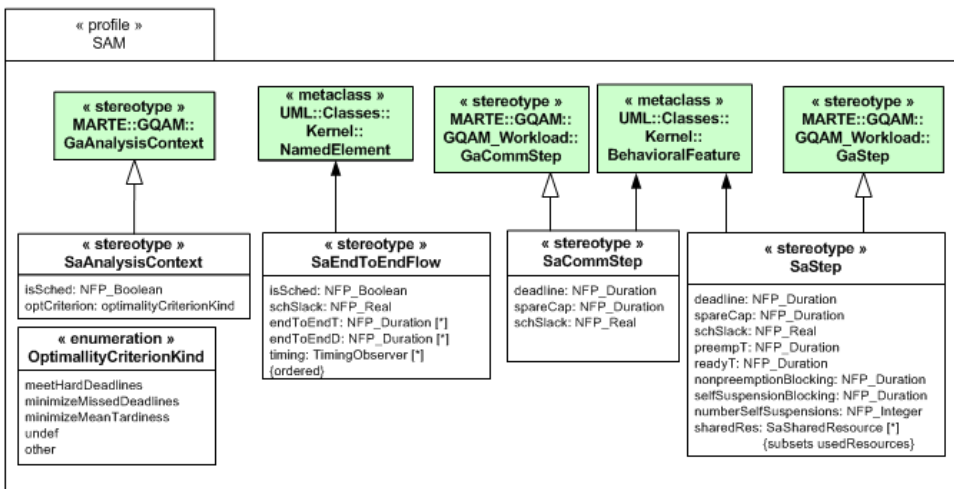 « profile »
SAM
« stereotype »
MARTE::GQAM::
GaAnalysisContext
« metaclass »
UML::Classes::
Kernel::
NamedElement
« stereotype »
MARTE::GQAM::
GQAM_Workload::
GaCommStep
« metaclass »
UML::Classes::
Kernel::
BehavioralFeature
« stereotype »
MARTE::GQAM::
GQAM_Workload::
GaStep
« stereotype »
SaAnalysisContext
isSched: NFP_Boolean
optCriterion: optimalityCriterionKind
« enumeration »
OptimallityCriterionKind
meetHardDeadlines
minimizeMissedDeadlines
minimizeMeanTardiness
undef
other
« stereotype »
SaEndToEndFlow
isSched: NFP_Boolean
schSlack: NFP_Real
endToEndT: NFP_Duration [*]
endToEndD: NFP_Duration [*]
timing: TimingObserver [*]
{ordered}
« stereotype »
SaCommStep
deadline: NFP_Duration
spareCap: NFP_Duration
schSlack: NFP_Real
« stereotype »
SaStep
deadline: NFP_Duration
spareCap: NFP_Duration
schSlack: NFP_Real
preempT: NFP_Duration
readyT: NFP_Duration
nonpreemptionBlocking: NFP_Duration
selfSuspensionBlocking: NFP_Duration
numberSelfSuspensions: NFP_Integer
sharedRes: SaSharedResource [*]
{subsets usedResources}